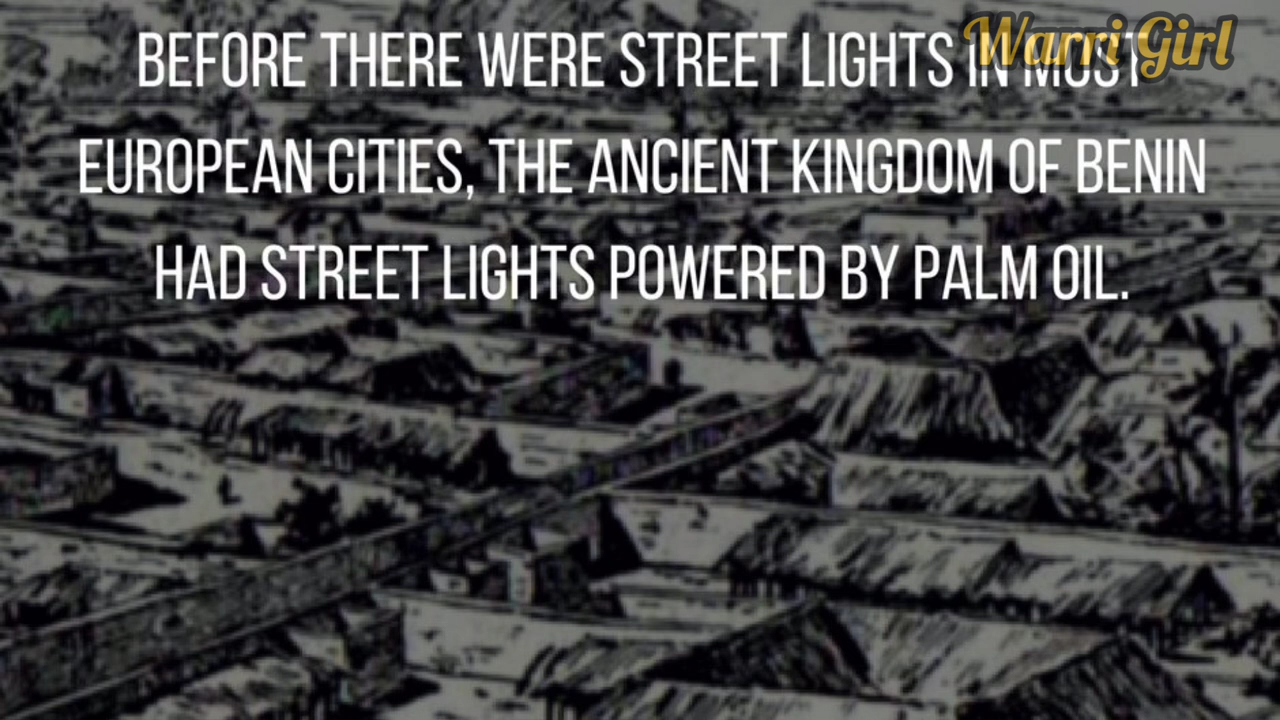 Warri Girl
BEFORE THERE WERE STREET LIGHTS IN MOST
EUROPEAN CITIES, THE ANCIENT KINGDOM OF BENIN
HAD STREET LIGHTS POWERED BY PALM OIL.